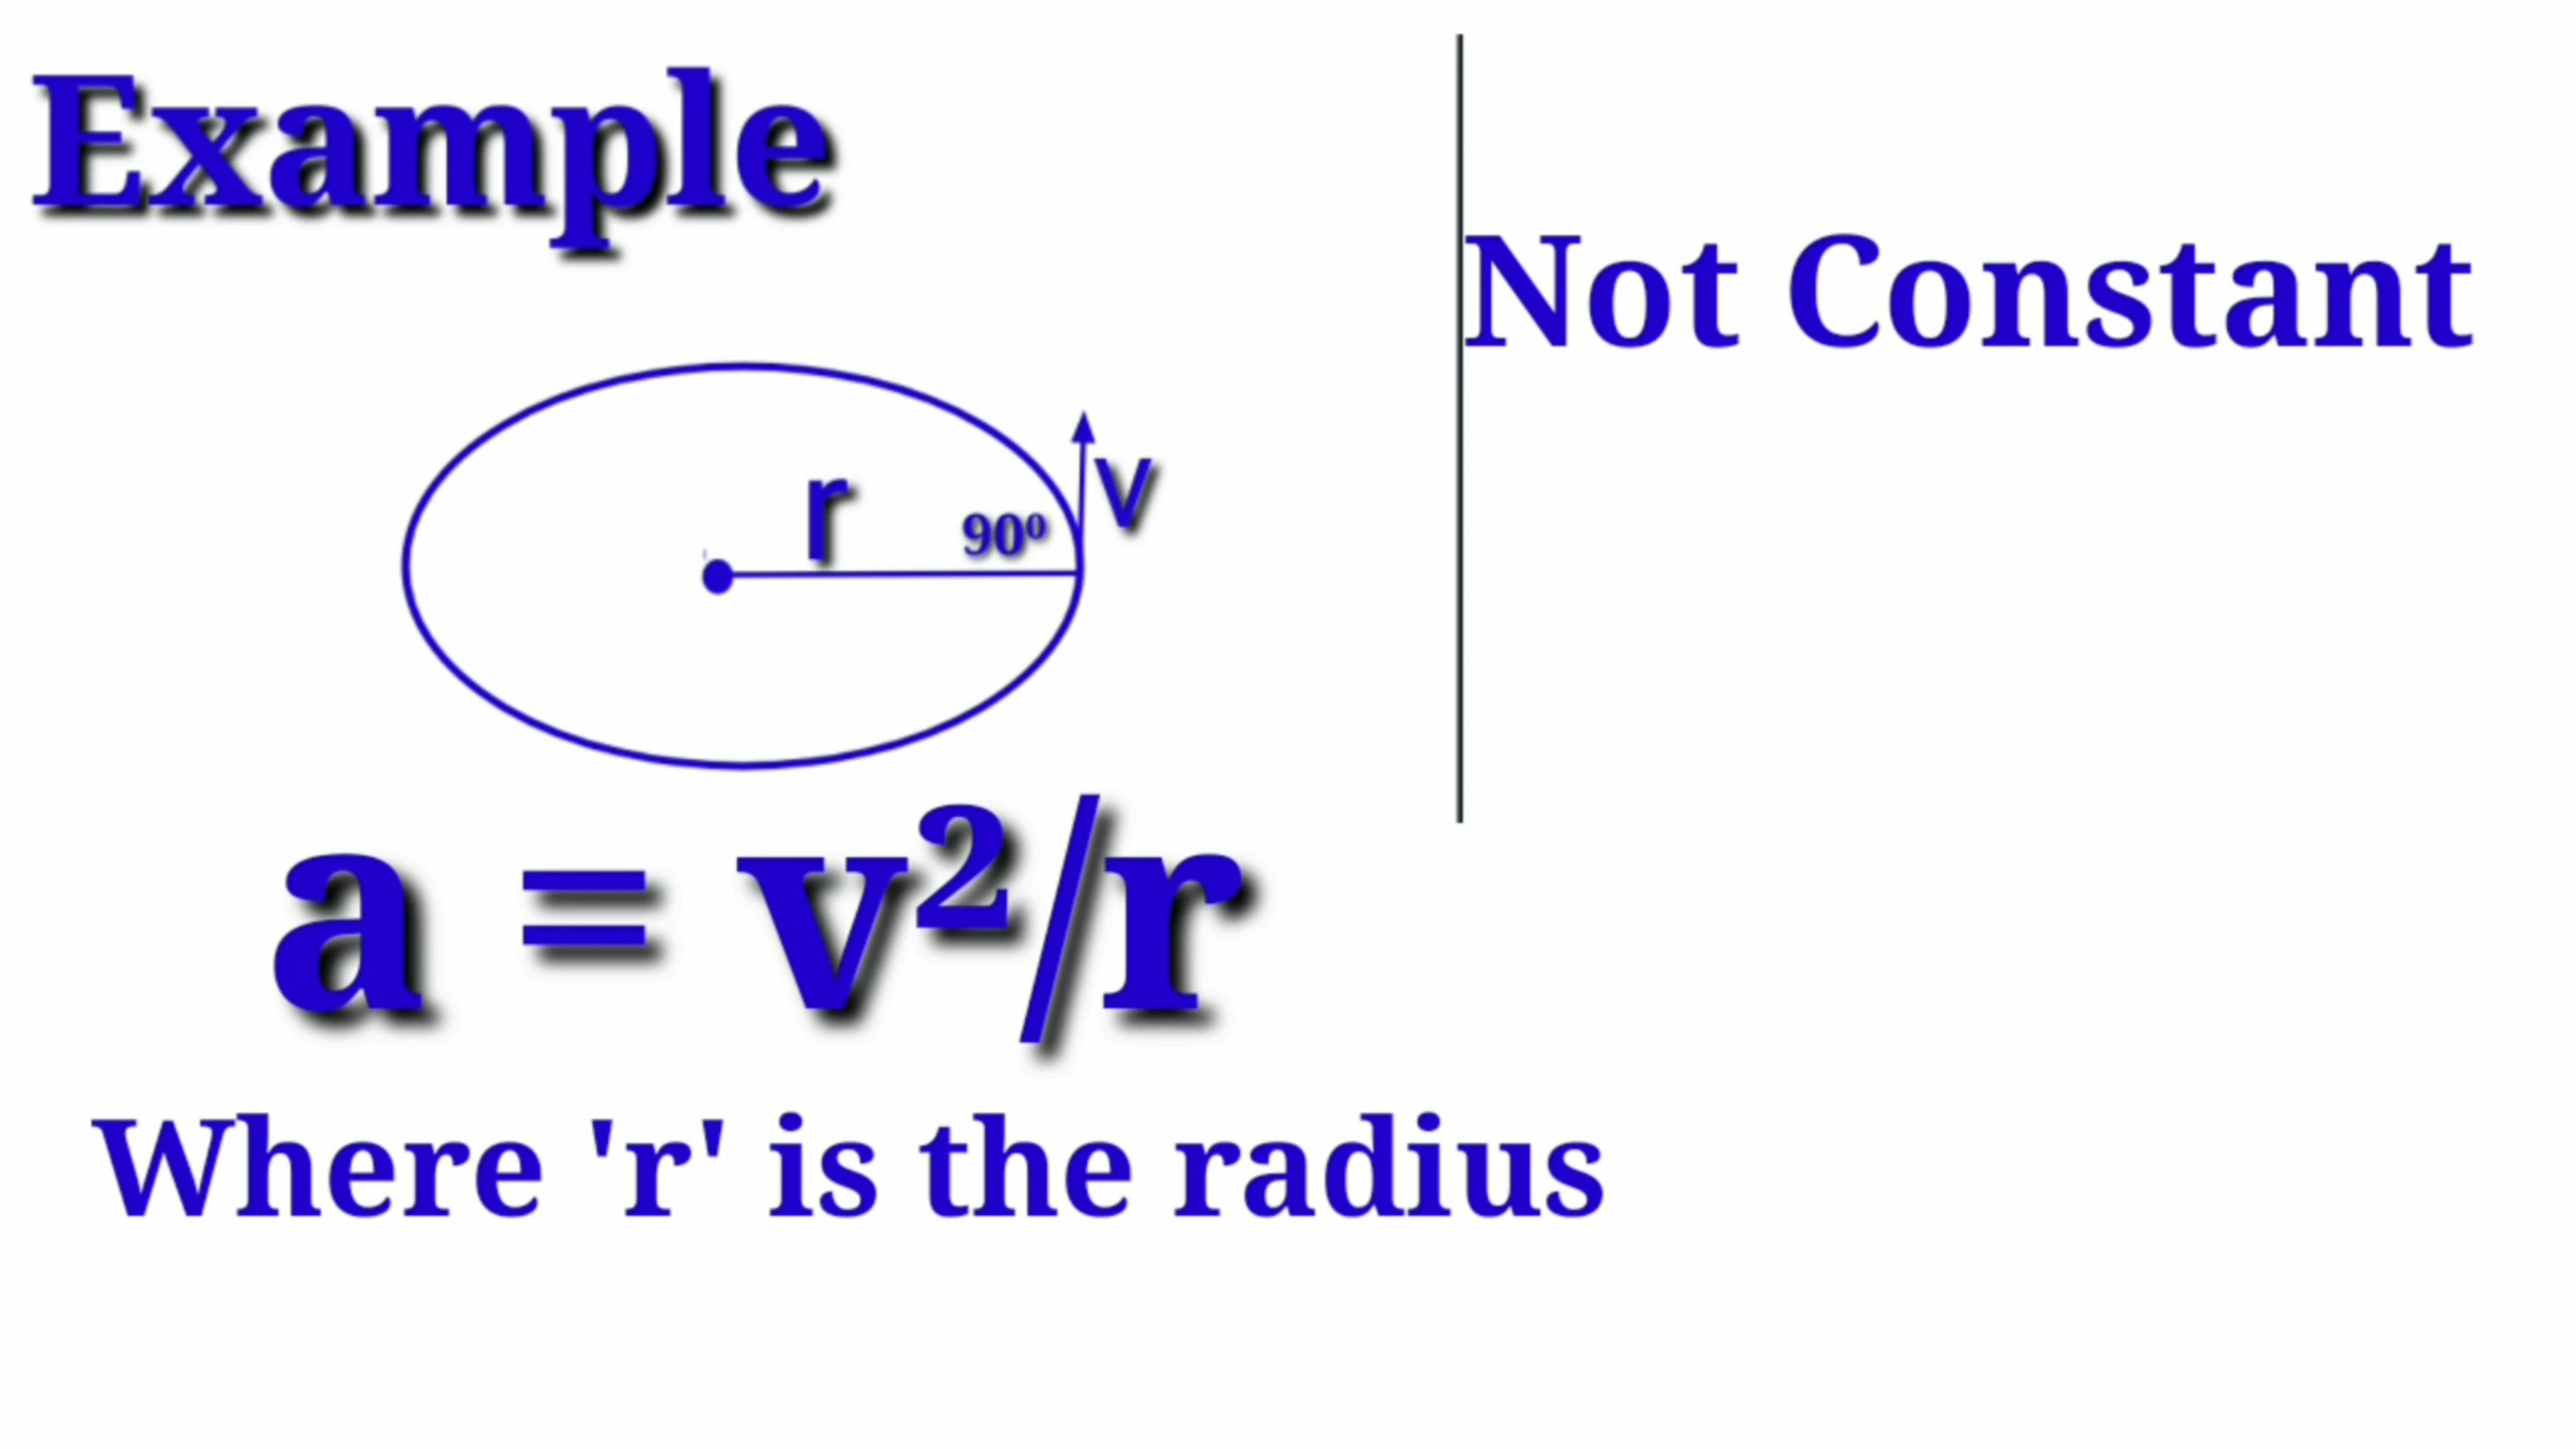 Example
Not Constant
r
90⁰
v
a = v²/r
Where 'r' is the radius